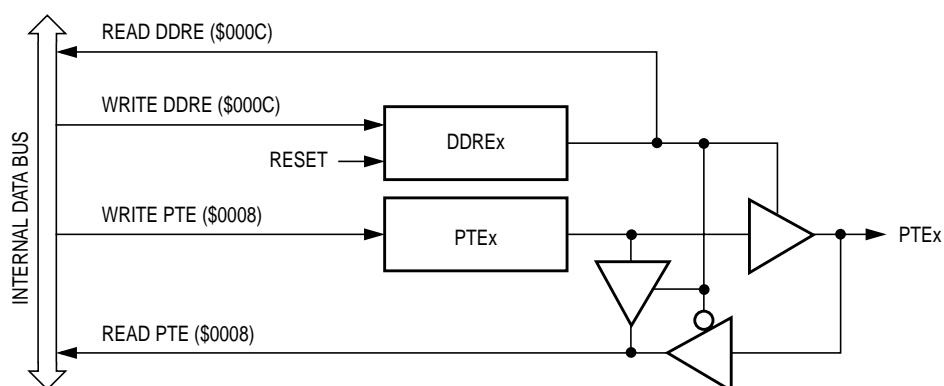 READ DDRE ($000C)
WRITE DDRE ($000C)
DDREx
RESET
WRITE PTE ($0008)
PTEx
PTEx
READ PTE ($0008)
INTERNAL DATA BUS